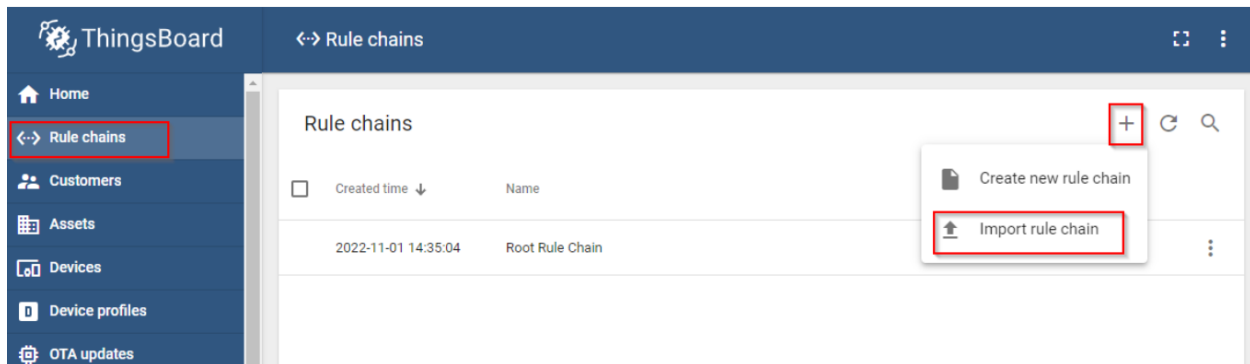 ThingsBoard
Rule chains
Home
Rule chains
Customers
Assets
Devices
D Device profiles
OTA updates
Rule chains
Created time Name
2022-11-01 14:35:04 Root Rule Chain
Create new rule chain
Import rule chain